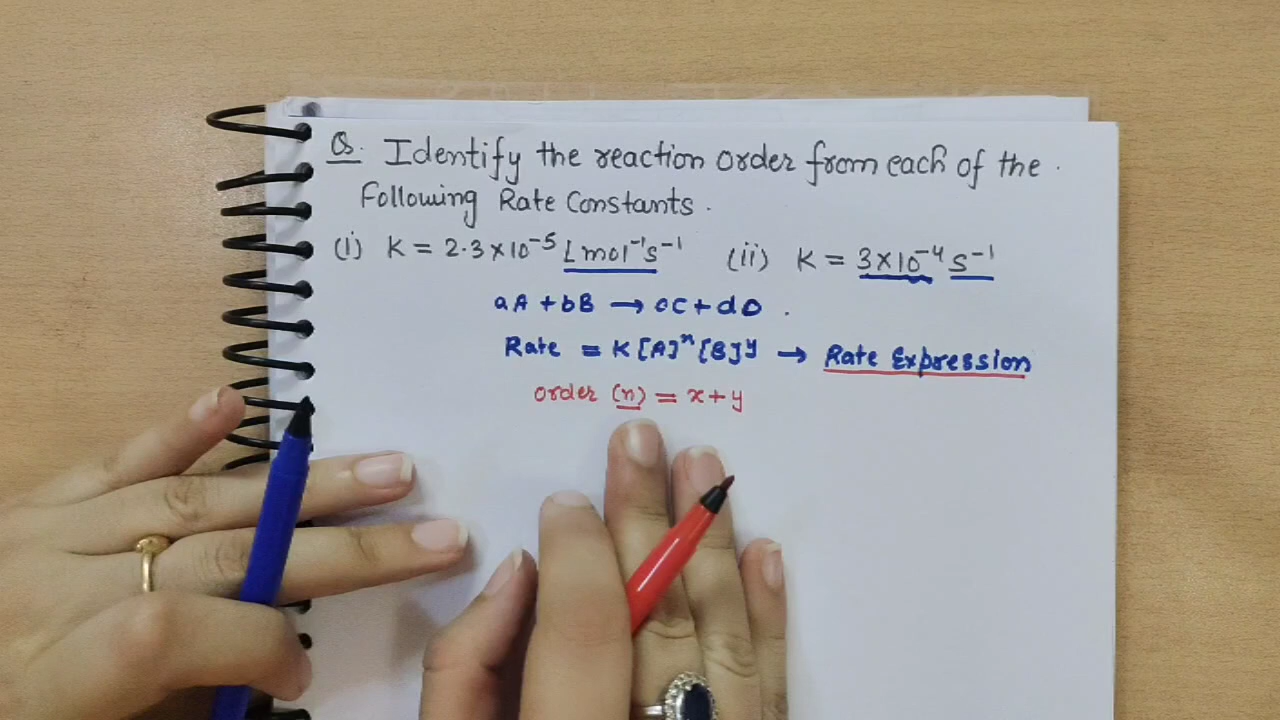 Q. Identify the reaction order from each of the
Following Rate Constants.
(i) K = 2.3×10⁻⁵ L mol⁻¹ s⁻¹ (ii) K = 3×10⁻⁴ s⁻¹
aA + bB → cC + dD.
Rate = K [A]ˣ [B]ʸ → Rate Expression
order (n) = x + y